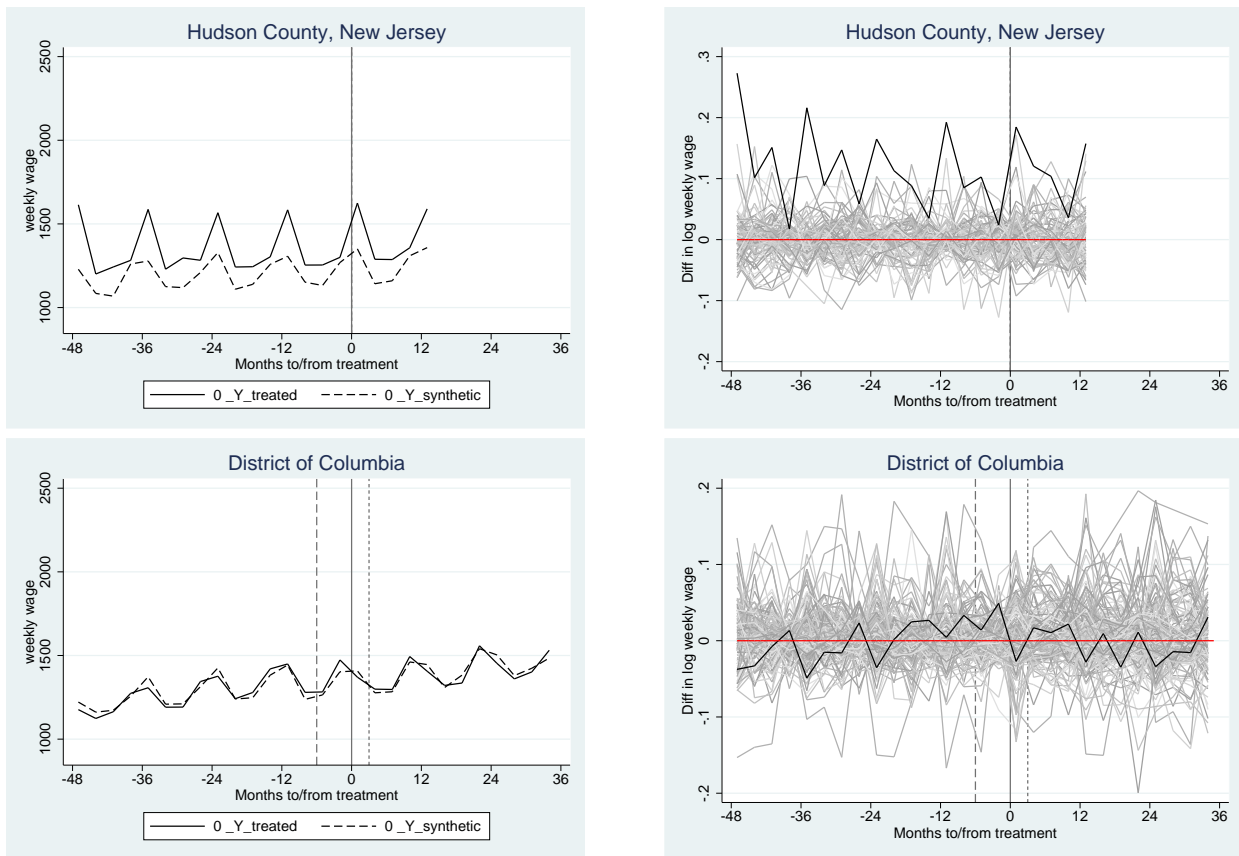 Hudson County, New Jersey
weekly wage
2500
2000
1500
1000
-48 -36 -24 -12 0 12 24 36
Months to/from treatment
0 _Y_treated 0 _Y_synthetic
Hudson County, New Jersey
Diff in log weekly wage
.3
.2
.1
0
-.1
-.2
-48 -36 -24 -12 0 12 24 36
Months to/from treatment
District of Columbia
weekly wage
2500
2000
1500
1000
-48 -36 -24 -12 0 12 24 36
Months to/from treatment
0 _Y_treated 0 _Y_synthetic
District of Columbia
Diff in log weekly wage
.2
.1
0
-.1
-.2
-48 -36 -24 -12 0 12 24 36
Months to/from treatment